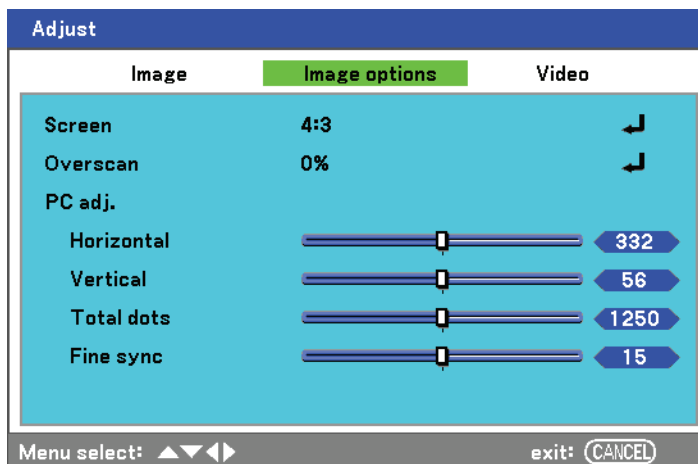 Adjust
Image Image options Video
Screen 4:3
Overscan 0%
PC adj.
Horizontal 332
Vertical 56
Total dots 1250
Fine sync 15
Menu select: ▲▼◀▶ exit: CANCEL